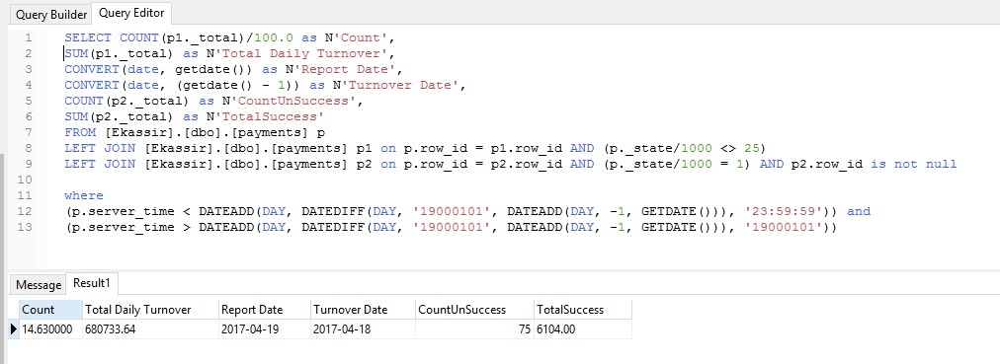 Query Builder Query Editor
1 SELECT COUNT(p1._total)/100.0 as N'Count',
2 SUM(p1._total) as N'Total Daily Turnover',
3 CONVERT(date, getdate()) as N'Report Date',
4 CONVERT(date, (getdate() - 1)) as N'Turnover Date',
5 COUNT(p2._total) as N'CountUnSuccess',
6 SUM(p2._total) as N'TotalSuccess'
7 FROM [Ekassir].[dbo].[payments] p
8 LEFT JOIN [Ekassir].[dbo].[payments] p1 on p.row_id = p1.row_id AND (p._state/1000 <> 25)
9 LEFT JOIN [Ekassir].[dbo].[payments] p2 on p.row_id = p2.row_id AND (p._state/1000 = 1) AND p2.row_id is not null
10
11 where
12 (p.server_time < DATEADD(DAY, DATEDIFF(DAY, '19000101', DATEADD(DAY, -1, GETDATE())), '23:59:59')) and
13 (p.server_time > DATEADD(DAY, DATEDIFF(DAY, '19000101', DATEADD(DAY, -1, GETDATE())), '19000101'))
Message Result1
Count Total Daily Turnover Report Date Turnover Date CountUnSuccess TotalSuccess
14.630000 680733.64 2017-04-19 2017-04-18 75 6104.00